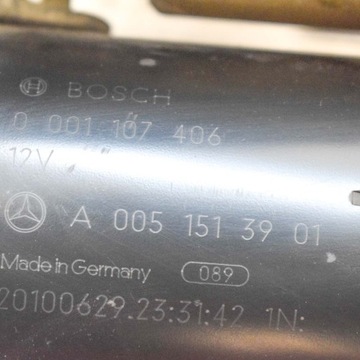 BOSCH
0 001 107 406
12V
A 005 151 39 01
Made in Germany 089
20100629.23:31:42 1N: